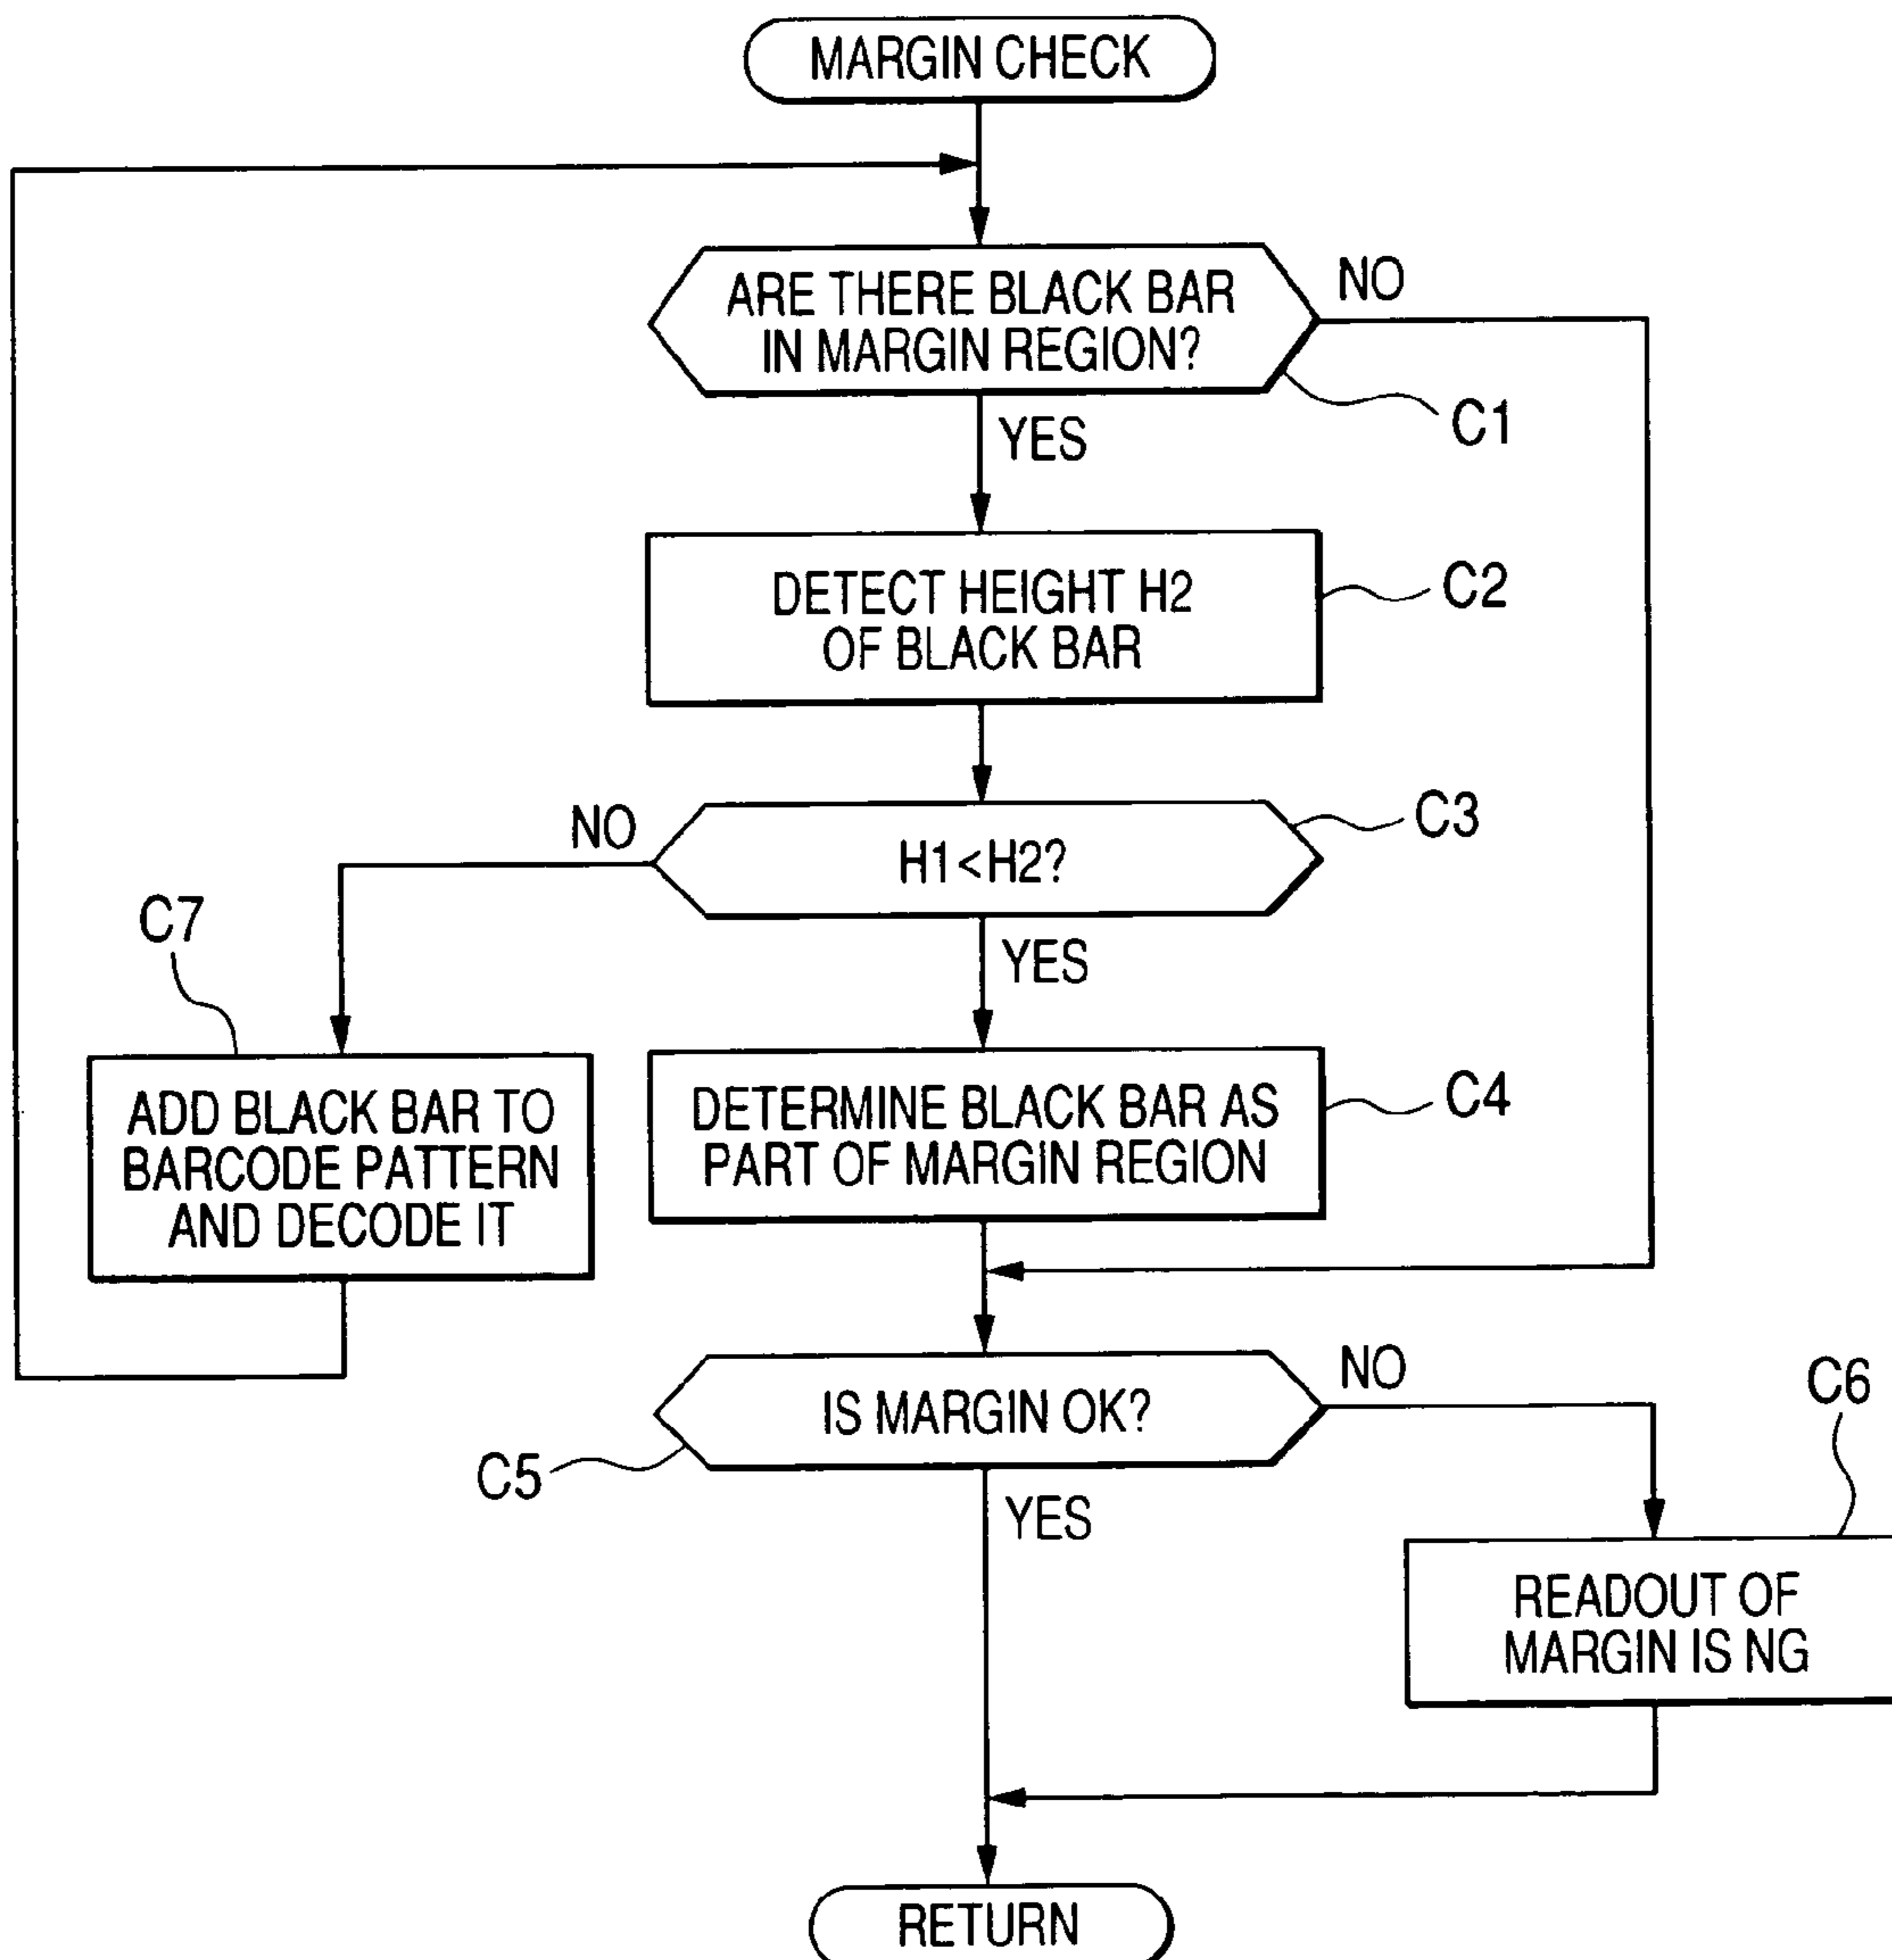 MARGIN CHECK
ARE THERE BLACK BAR
IN MARGIN REGION?
NO
C1
YES
DETECT HEIGHT H2
OF BLACK BAR
C2
H1<H2?
NO
C3
YES
C7
ADD BLACK BAR TO
BARCODE PATTERN
AND DECODE IT
DETERMINE BLACK BAR AS
PART OF MARGIN REGION
C4
IS MARGIN OK?
NO
C5
YES
C6
READOUT OF
MARGIN IS NG
RETURN